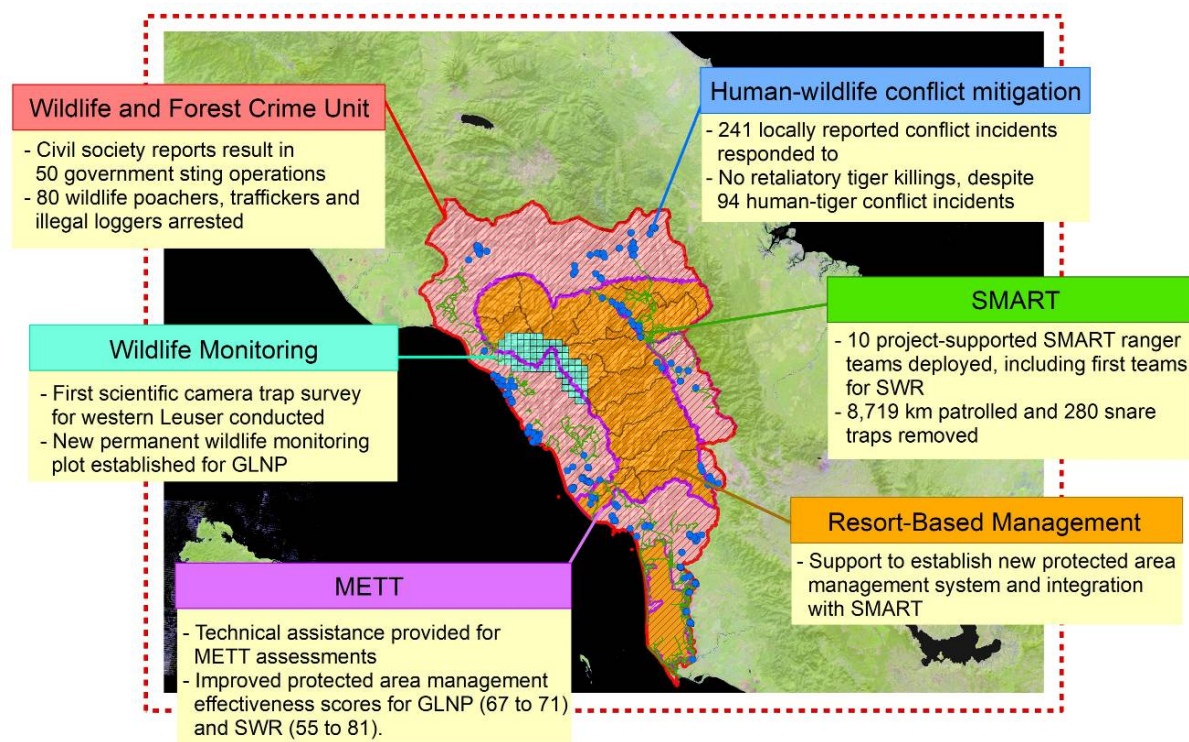 Wildlife and Forest Crime Unit
- Civil society reports result in
50 government sting operations
- 80 wildlife poachers, traffickers and
illegal loggers arrested
Human-wildlife conflict mitigation
- 241 locally reported conflict incidents
responded to
- No retaliatory tiger killings, despite
94 human-tiger conflict incidents
Wildlife Monitoring
- First scientific camera trap survey
for western Leuser conducted
- New permanent wildlife monitoring
plot established for GLNP
SMART
- 10 project-supported SMART ranger
teams deployed, including first teams
for SWR
- 8,719 km patrolled and 280 snare
traps removed
METT
- Technical assistance provided for
METT assessments
- Improved protected area management
effectiveness scores for GLNP (67 to 71)
and SWR (55 to 81).
Resort-Based Management
- Support to establish new protected area
management system and integration
with SMART